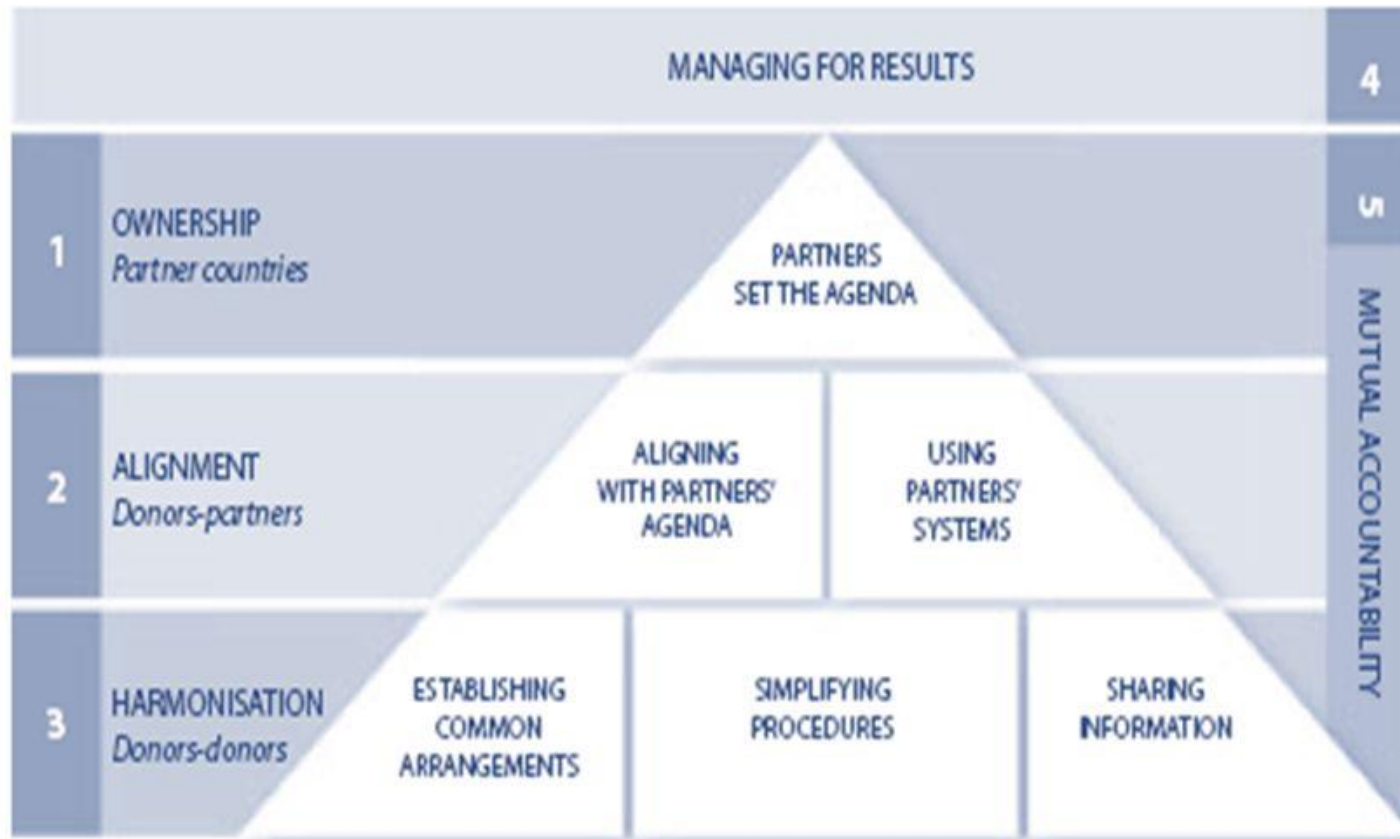 MANAGING FOR RESULTS
4
1
OWNERSHIP
Partner countries
PARTNERS
SET THE AGENDA
5
MUTUAL ACCOUNTABILITY
2
ALIGNMENT
Donors-partners
ALIGNING
WITH PARTNERS'
AGENDA
USING
PARTNERS'
SYSTEMS
3
HARMONISATION
Donors-donors
ESTABLISHING
COMMON
ARRANGEMENTS
SIMPLIFYING
PROCEDURES
SHARING
INFORMATION